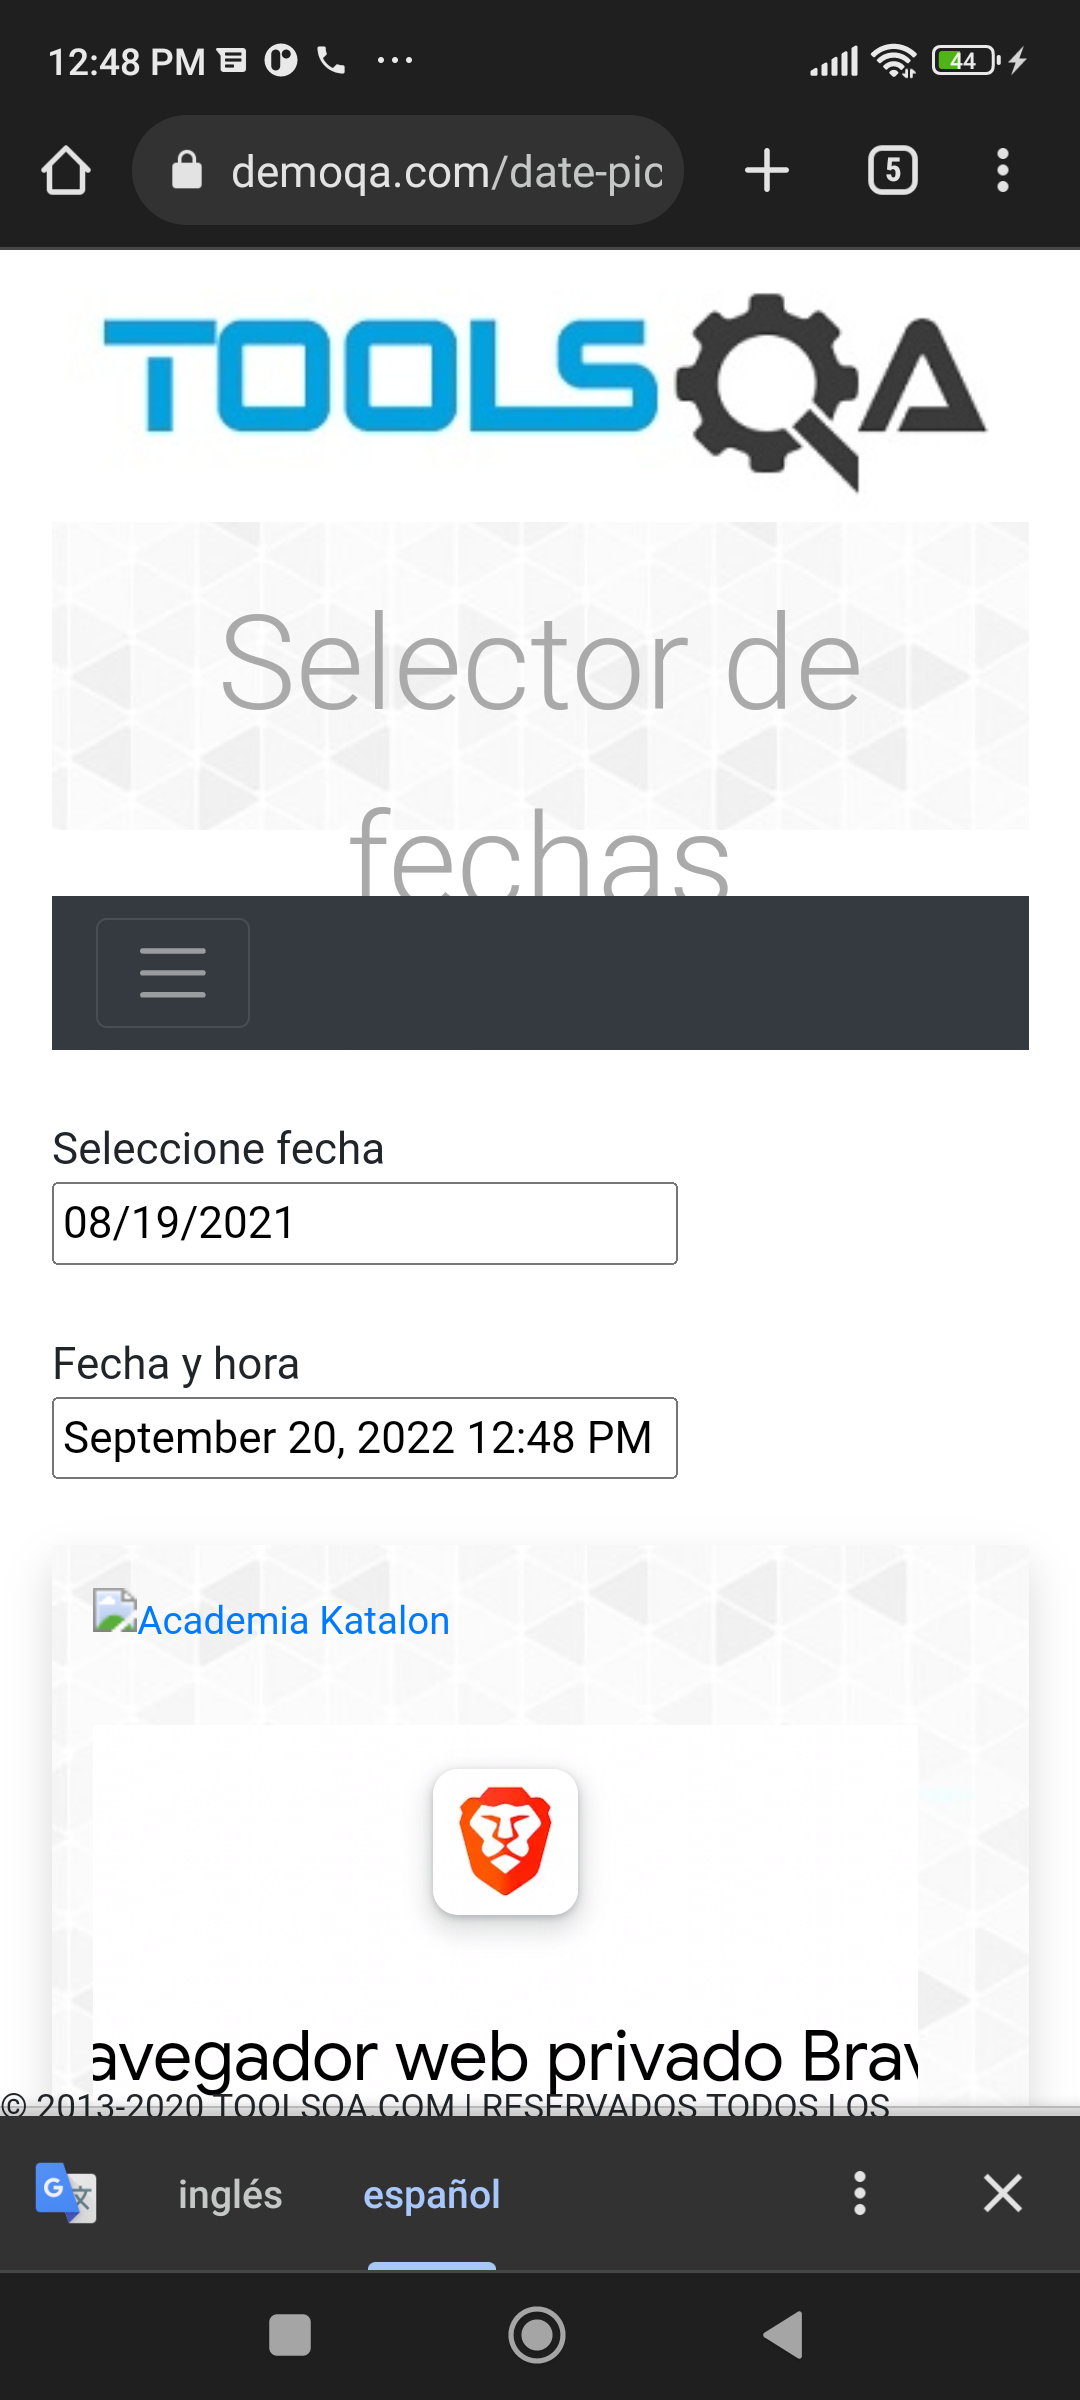 12:48 PM
44
demoqa.com/date-pic
5
TOOLSQA
Selector de
fechas
Seleccione fecha
08/19/2021
Fecha y hora
September 20, 2022 12:48 PM
Academia Katalon
avegador web privado Brav
© 2013-2020 TOOLSQA.COM | RESERVADOS TODOS LOS
inglés
español